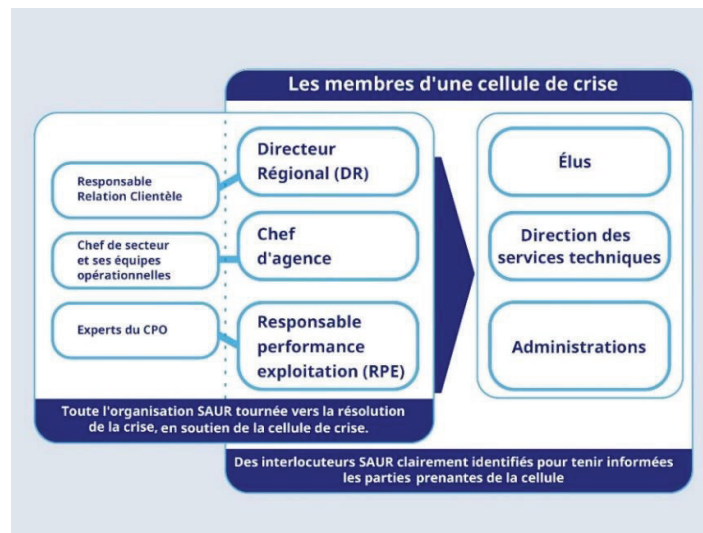 Les membres d'une cellule de crise
Responsable
Relation Clientèle
Chef de secteur
et ses équipes
opérationnelles
Experts du CPO
Directeur
Régional (DR)
Chef
d'agence
Responsable
performance
exploitation (RPE)
Élus
Direction des
services techniques
Administrations
Toute l'organisation SAUR tournée vers la résolution
de la crise, en soutien de la cellule de crise.
Des interlocuteurs SAUR clairement identifiés pour tenir informées
les parties prenantes de la cellule